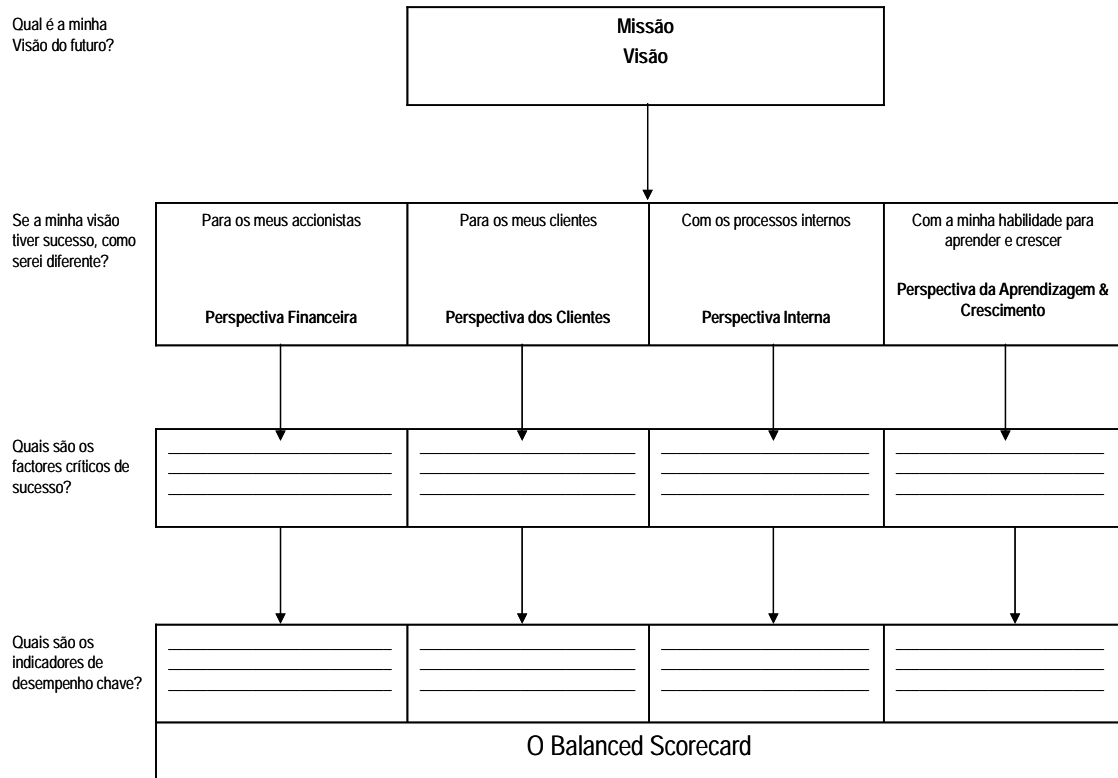 Qual é a minha
Visão do futuro?
Missão
Visão
Se a minha visão
tiver sucesso, como
serei diferente?
Para os meus accionistas
Perspectiva Financeira
Para os meus clientes
Perspectiva dos Clientes
Com os processos internos
Perspectiva Interna
Com a minha habilidade para
aprender e crescer
Perspectiva da Aprendizagem &
Crescimento
Quais são os
factores críticos de
sucesso?
Quais são os
indicadores de
desempenho chave?
O Balanced Scorecard